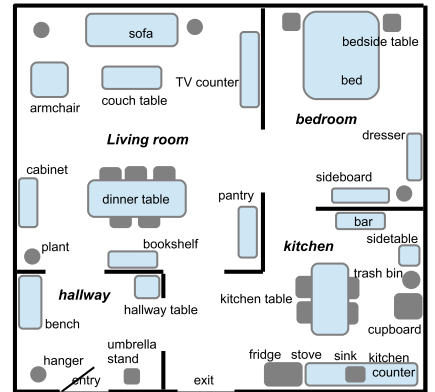 sofa
bedside table
TV counter
bed
armchair
couch table
bedroom
Living room
dresser
cabinet
sideboard
dinner table
pantry
bar
plant
bookshelf
kitchen
sidetable
trash bin
hallway
hallway table
kitchen table
bench
cupboard
umbrella
stand
fridge
stove
sink
kitchen
counter
hanger
entry
exit